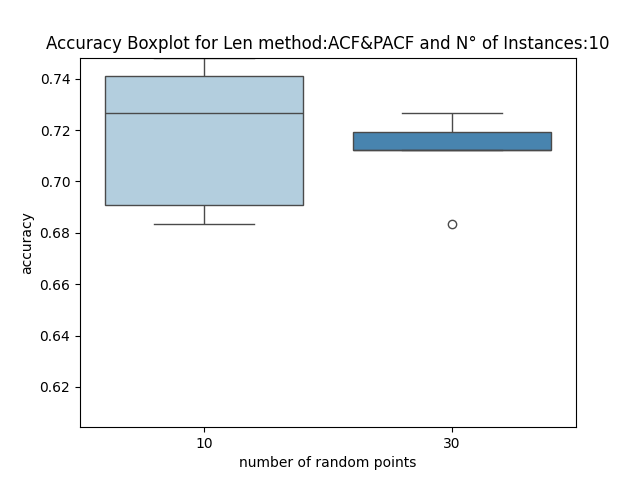 Accuracy Boxplot for Len method:ACF&PACF and N° of Instances:10
0.74
0.72
0.70
0.68
0.66
0.64
0.62
accuracy
10 30
number of random points